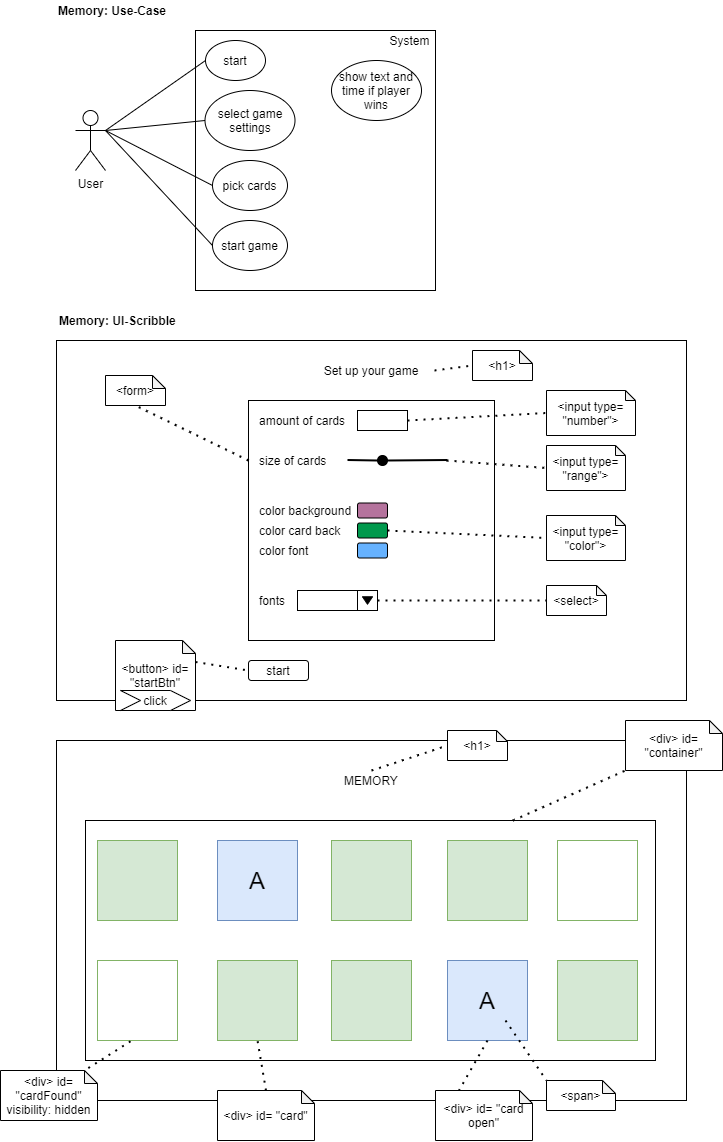 Memory: Use-Case
System
start
show text and
time if player
wins
select game
settings
User
pick cards
start game
Memory: UI-Scribble
Set up your game
<h1>
<form>
amount of cards
<input type=
"number">
size of cards
<input type=
"range">
color background
color card back
color font
<input type=
"color">
fonts
<select>
<button> id=
"startBtn"
click
start
<h1>
<div> id=
"container"
MEMORY
A
A
<div> id=
"cardFound"
visibility: hidden
<div> id= "card"
<div> id= "card
open"
<span>